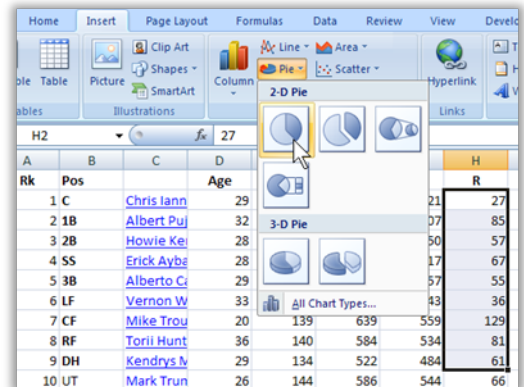 Home Insert Page Layout Formulas Data Review View
Table Picture Clip Art Shapes SmartArt Column Line Area Pie Scatter Hyperlink
Illustrations Links
2-D Pie
H2 fx 27
A B C D H
Rk Pos Age R
1 C Chris Iann 29 21 27
2 1B Albert Puj 32 07 85
3 2B Howie Ke 28 50 57
4 SS Erick Ayba 28 17 67
5 3B Alberto C 29 57 55
6 LF Vernon W 33 43 36
7 CF Mike Trou 20 139 639 559 129
8 RF Torii Hunt 36 140 584 534 81
9 DH Kendrys M 29 134 522 484 61
10 UT Mark Trun 26 144 586 544 66
3-D Pie
All Chart Types...